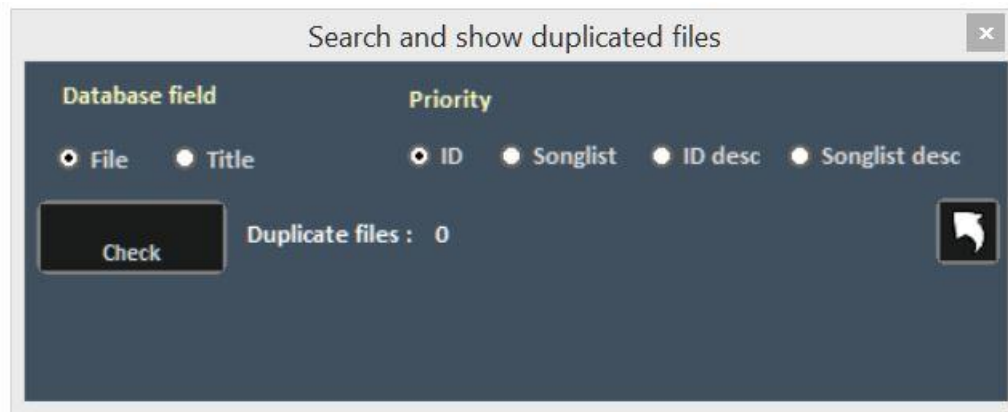 Search and show duplicated files
Database field
Priority
File Title
ID Songlist ID desc Songlist desc
Check
Duplicate files : 0